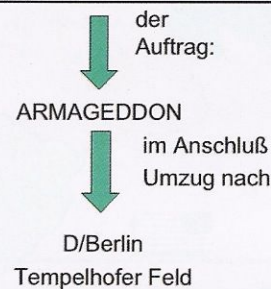 der
Auftrag:
ARMAGEDDON
im Anschluß
Umzug nach
D/Berlin
Tempelhofer Feld